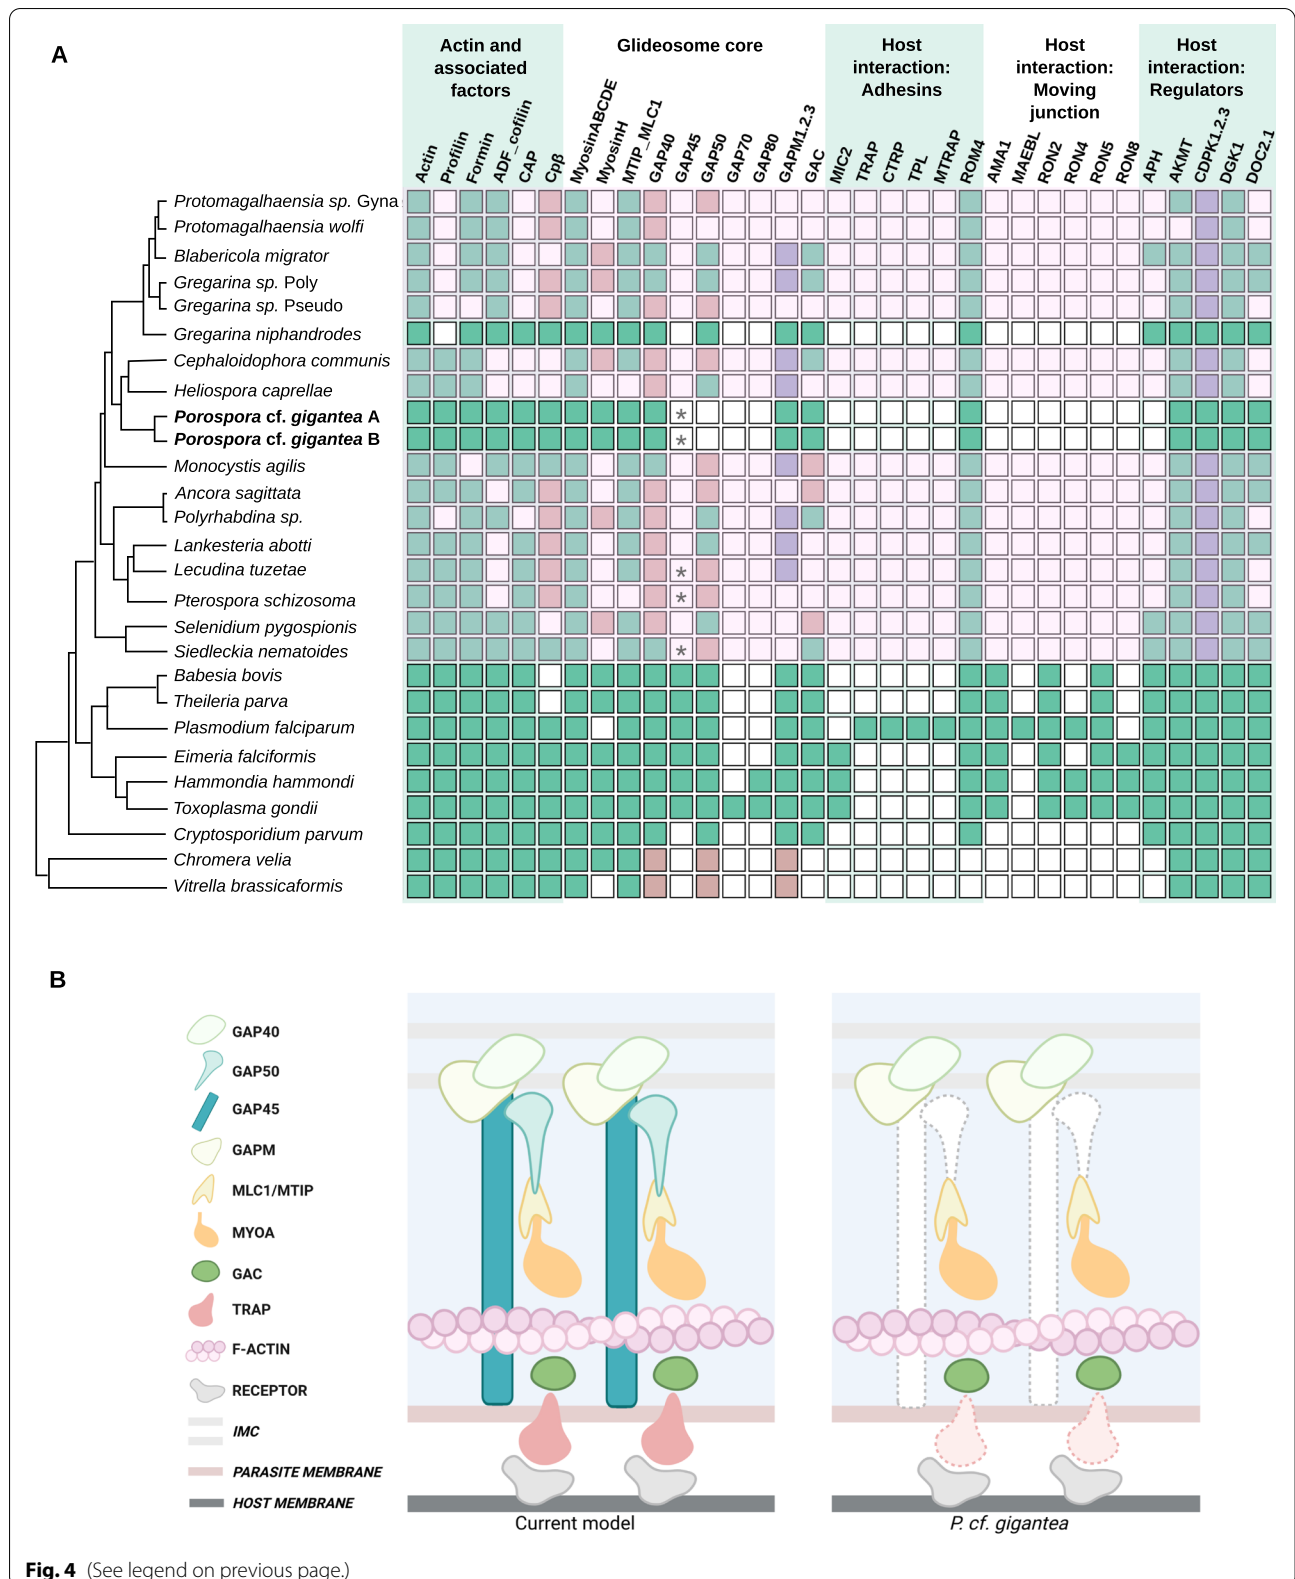 A
Actin and
associated
factors
Glideosome core
Host
interaction:
Adhesins
Host
interaction:
Moving
junction
Host
interaction:
Regulators
Actin
Profilin
Formin
ADF_cofilin
CAP
Cpβ
MyosinABCDE
MyosinH
MTIP_MLC1
GAP40
GAP45
GAP50
GAP70
GAP80
GAPM1.2.3
GAC
MIC2
TRAP
CTRP
TPL
MTRAP
ROM4
AMA1
MAEBL
RON2
RON4
RON5
RON8
APH
AKMT
CDPK1.2.3
DGK1
DOC2.1
Protomagalhaensia sp. Gyna
Protomagalhaensia wolfi
Blabericola migrator
Gregarina sp. Poly
Gregarina sp. Pseudo
Gregarina niphandrodes
Cephaloidophora communis
Heliospora caprellae
Porospora cf. gigantea A
*
Porospora cf. gigantea B
*
Monocystis agilis
Ancora sagittata
Polyrhabdina sp.
Lankesteria abotti
Lecudina tuzetae
*
Pterospora schizosoma
*
Selenidium pygospionis
Siedleckia nematoides
*
Babesia bovis
Theileria parva
Plasmodium falciparum
Eimeria falciformis
Hammondia hammondi
Toxoplasma gondii
Cryptosporidium parvum
Chromera velia
Vitrella brassicaformis
B
GAP40
GAP50
GAP45
GAPM
MLC1/MTIP
MYOA
GAC
TRAP
F-ACTIN
RECEPTOR
IMC
PARASITE MEMBRANE
HOST MEMBRANE
Current model
P. cf. gigantea
Fig. 4 (See legend on previous page.)